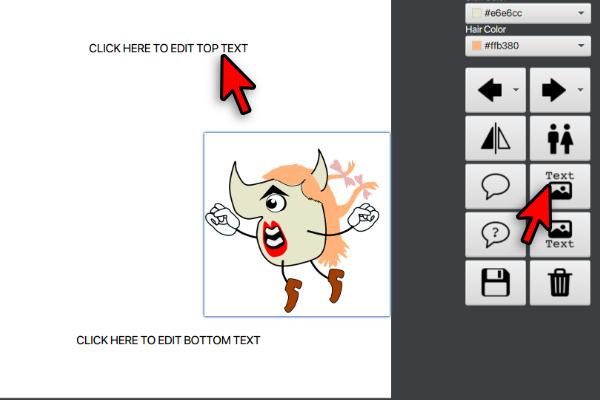 #e6e6cc
Hair Color
#ffb380
CLICK HERE TO EDIT TOP TEXT
Text
?
Text
CLICK HERE TO EDIT BOTTOM TEXT